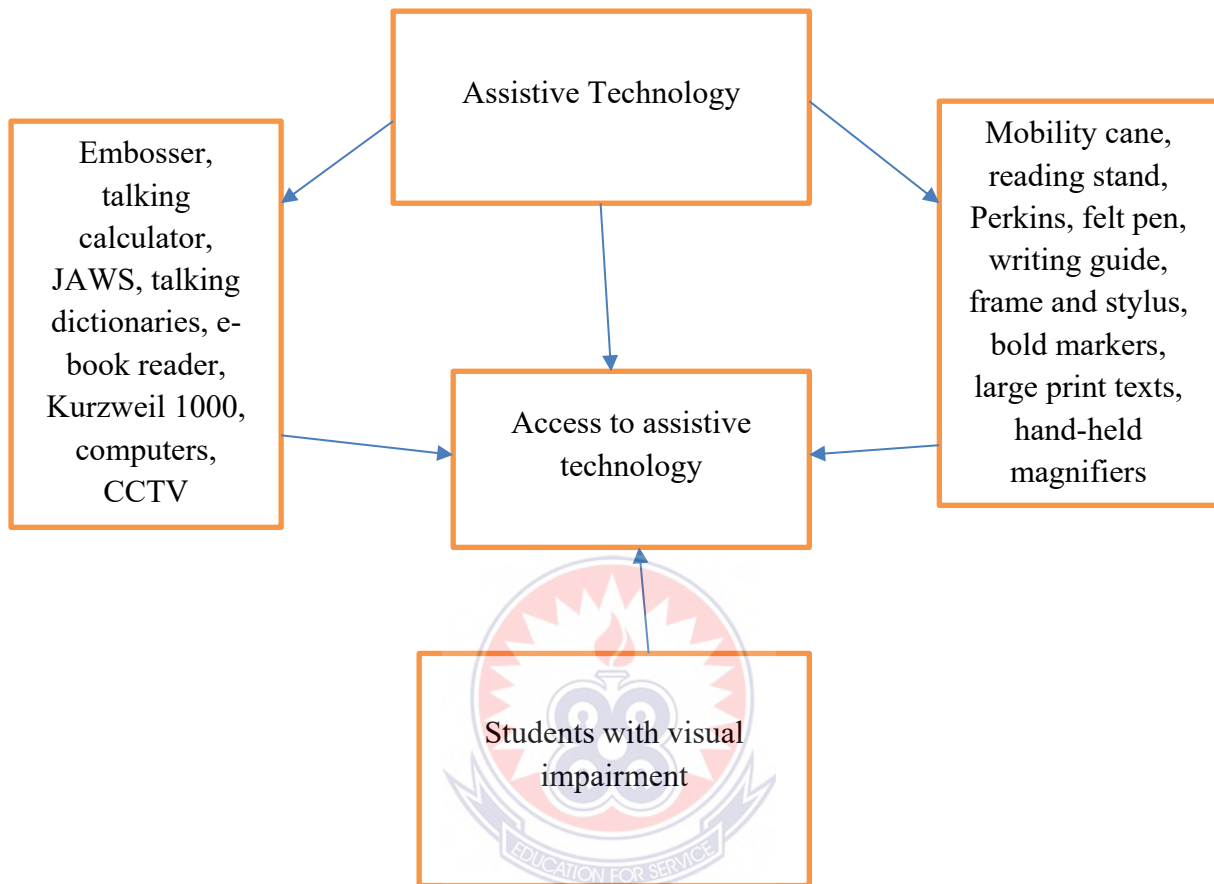 Assistive Technology
Embosser,
talking
calculator,
JAWS, talking
dictionaries, e-
book reader,
Kurzweil 1000,
computers,
CCTV
Mobility cane,
reading stand,
Perkins, felt pen,
writing guide,
frame and stylus,
bold markers,
large print texts,
hand-held
magnifiers
Access to assistive
technology
Students with visual
impairment
EDUCATION FOR SERVICE